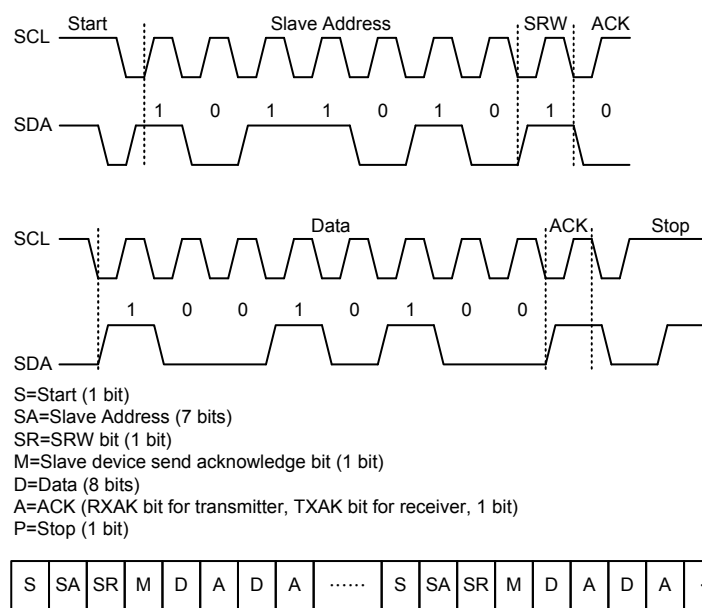 Start Slave Address SRW ACK
SCL
1 0 1 1 0 1 0 1 0
SDA
Data ACK Stop
SCL
1 0 0 1 0 1 0 0
SDA
S=Start (1 bit)
SA=Slave Address (7 bits)
SR=SRW bit (1 bit)
M=Slave device send acknowledge bit (1 bit)
D=Data (8 bits)
A=ACK (RXAK bit for transmitter, TXAK bit for receiver, 1 bit)
P=Stop (1 bit)
S SA SR M D A D A ...... S SA SR M D A D A